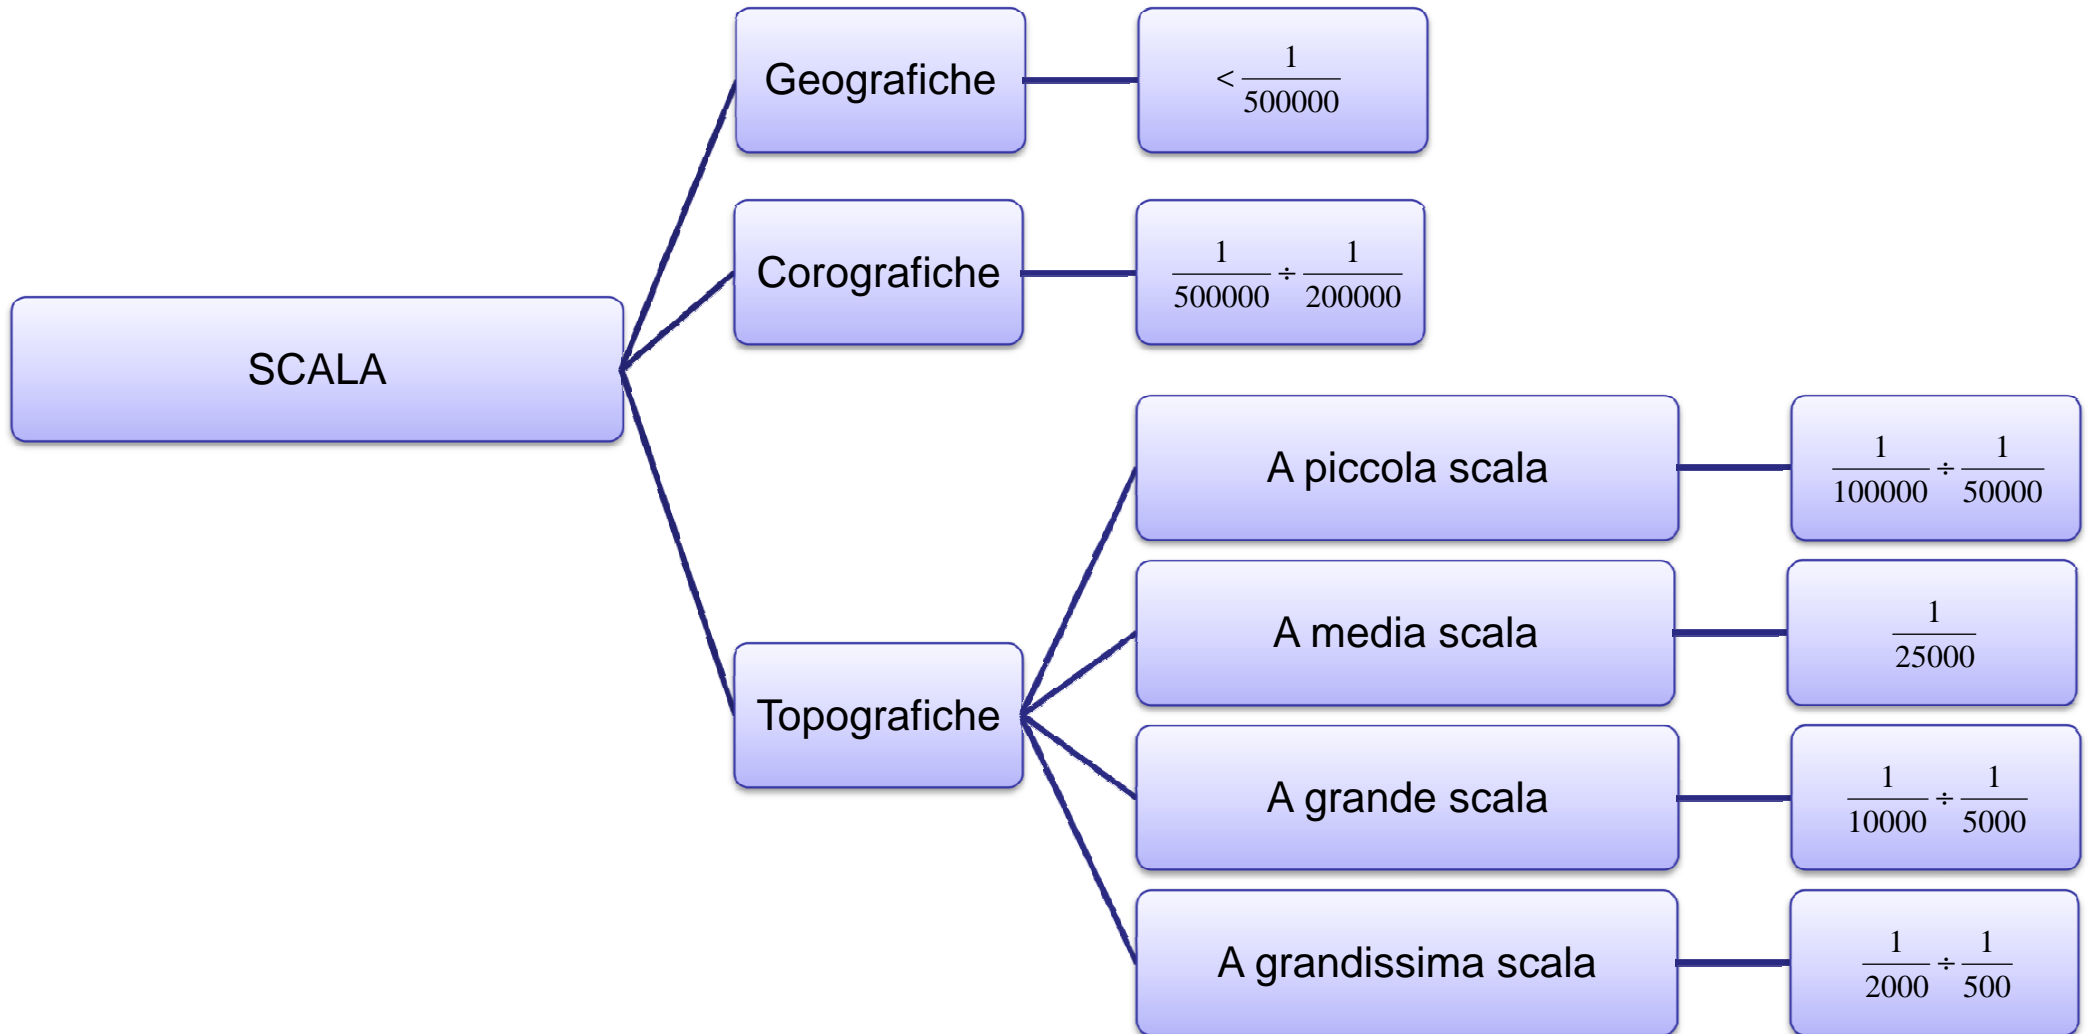 SCALA
Geografiche
< 1/500000
Corografiche
1/500000 ÷ 1/200000
Topografiche
A piccola scala
1/100000 ÷ 1/50000
A media scala
1/25000
A grande scala
1/10000 ÷ 1/5000
A grandissima scala
1/2000 ÷ 1/500